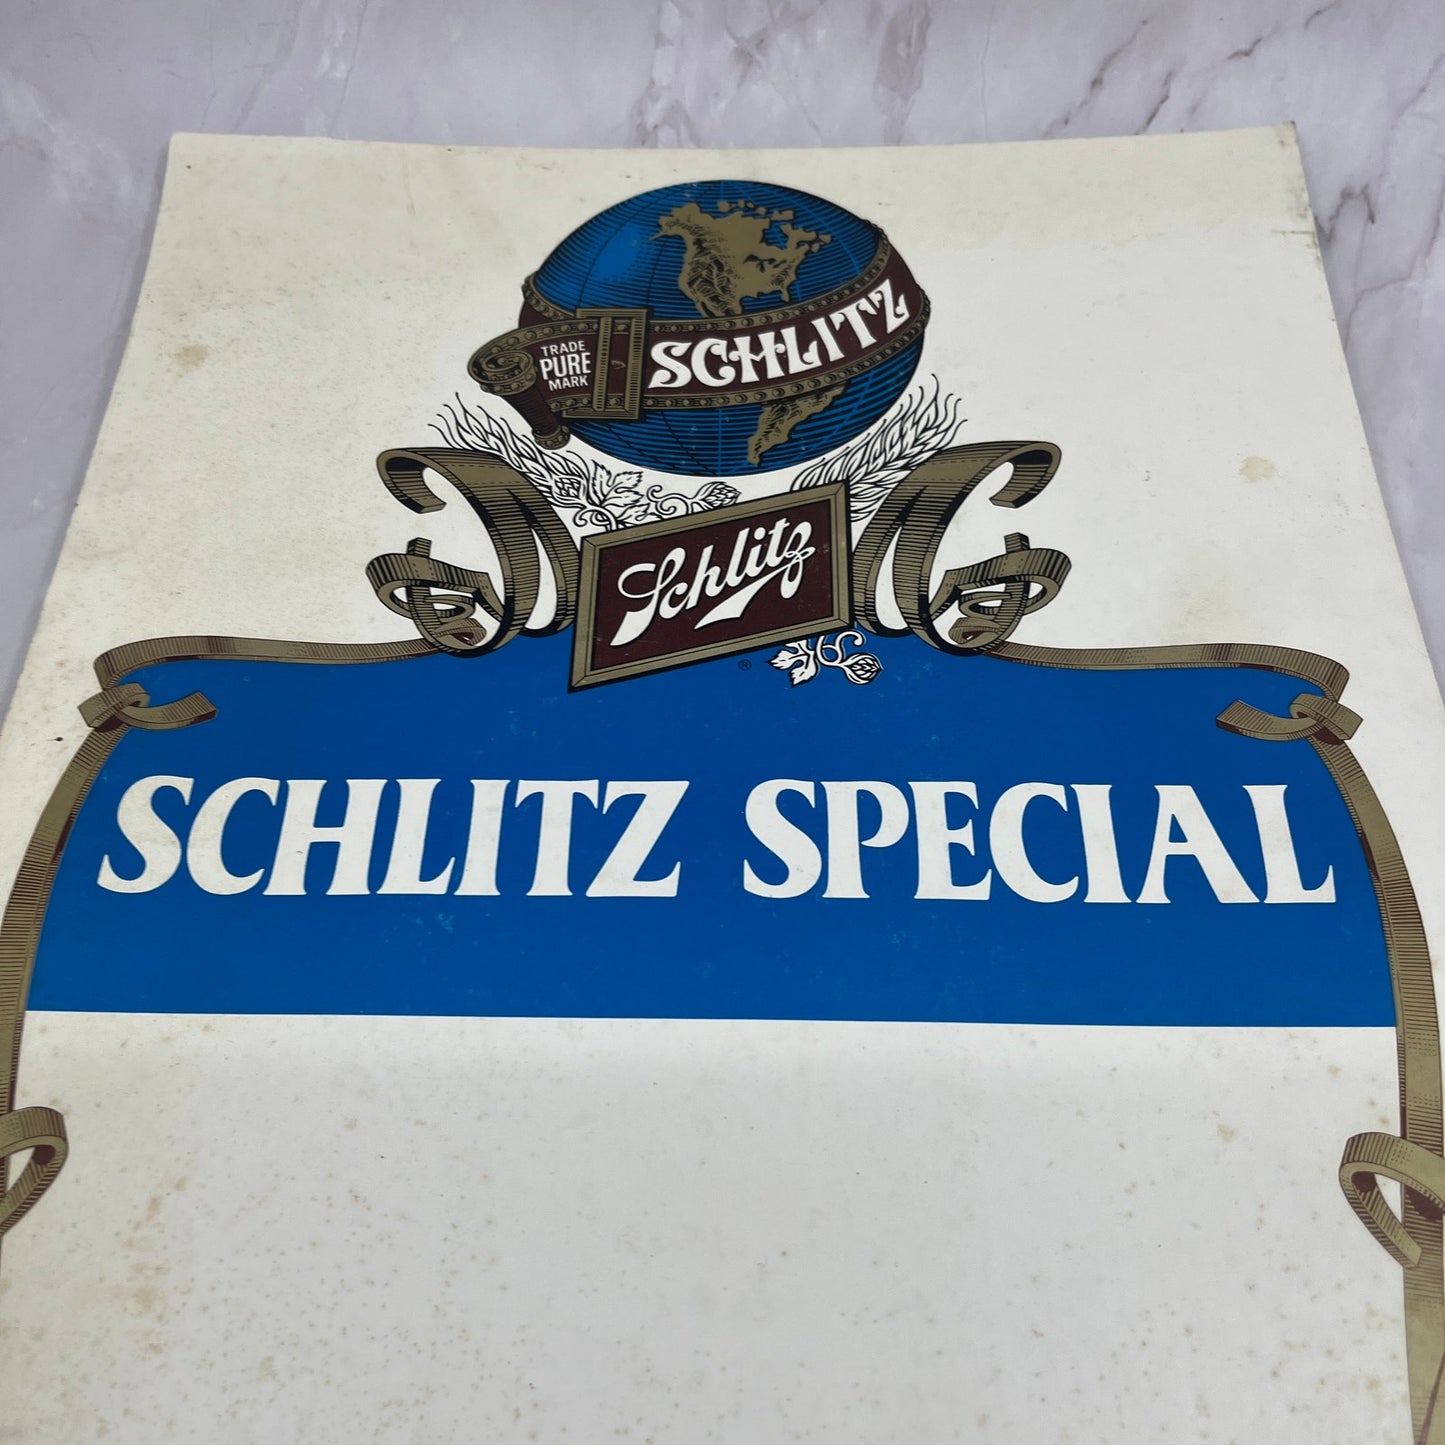 SCHLITZ
TRADE
PURE
MARK
Schlitz
®
SCHLITZ SPECIAL